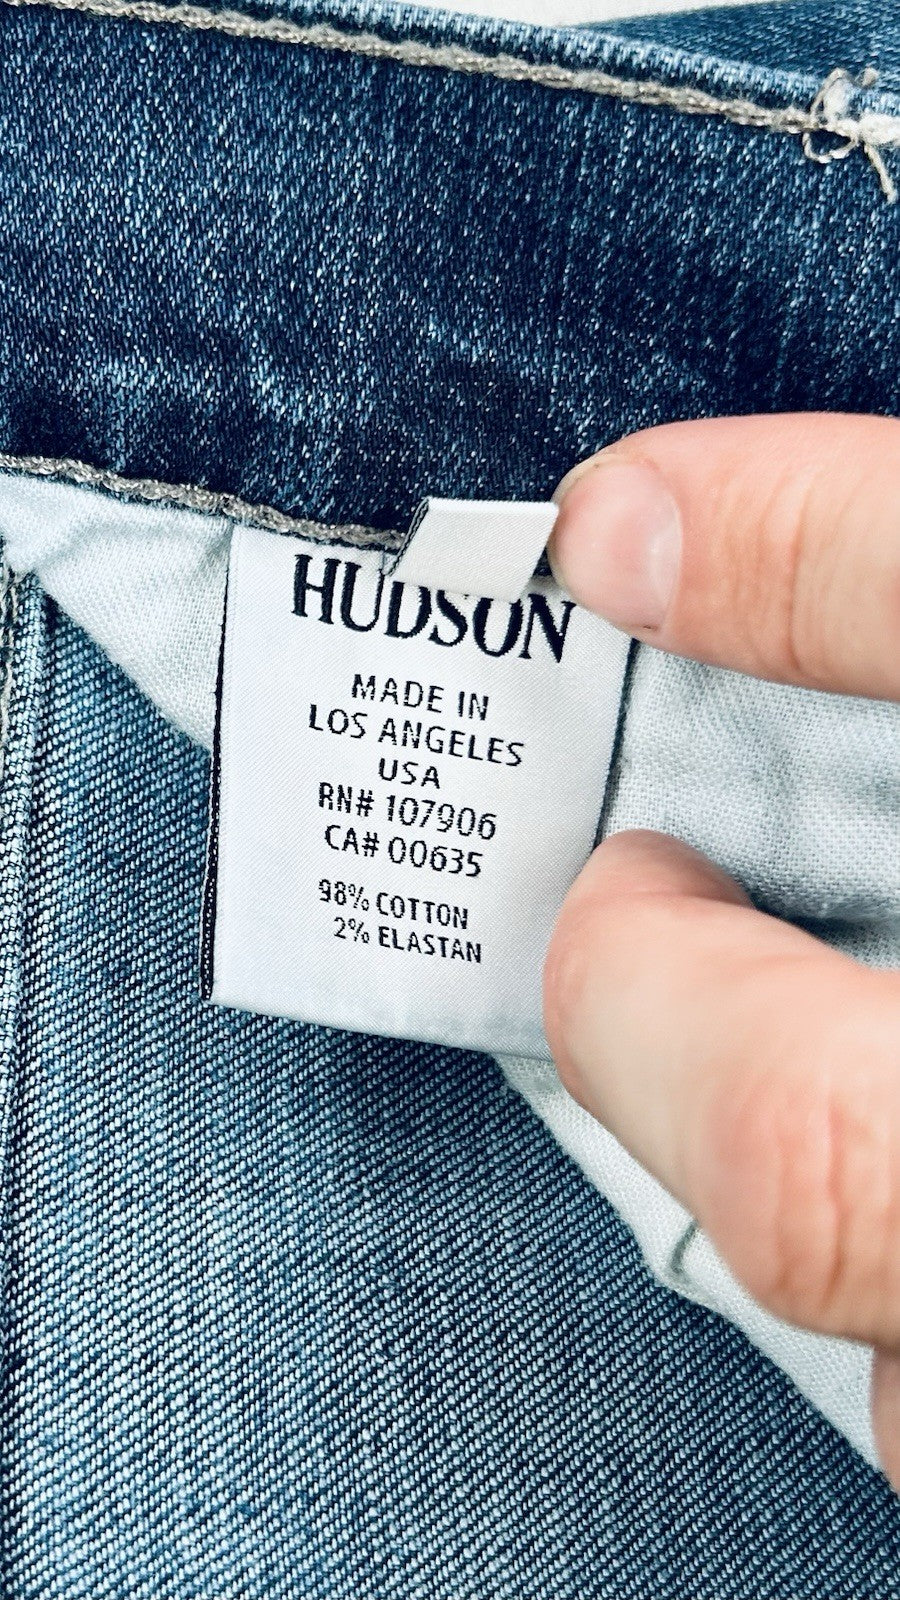 HUDSON
MADE IN
LOS ANGELES
USA
RN# 107906
CA# 00635
98% COTTON
2% ELASTAN